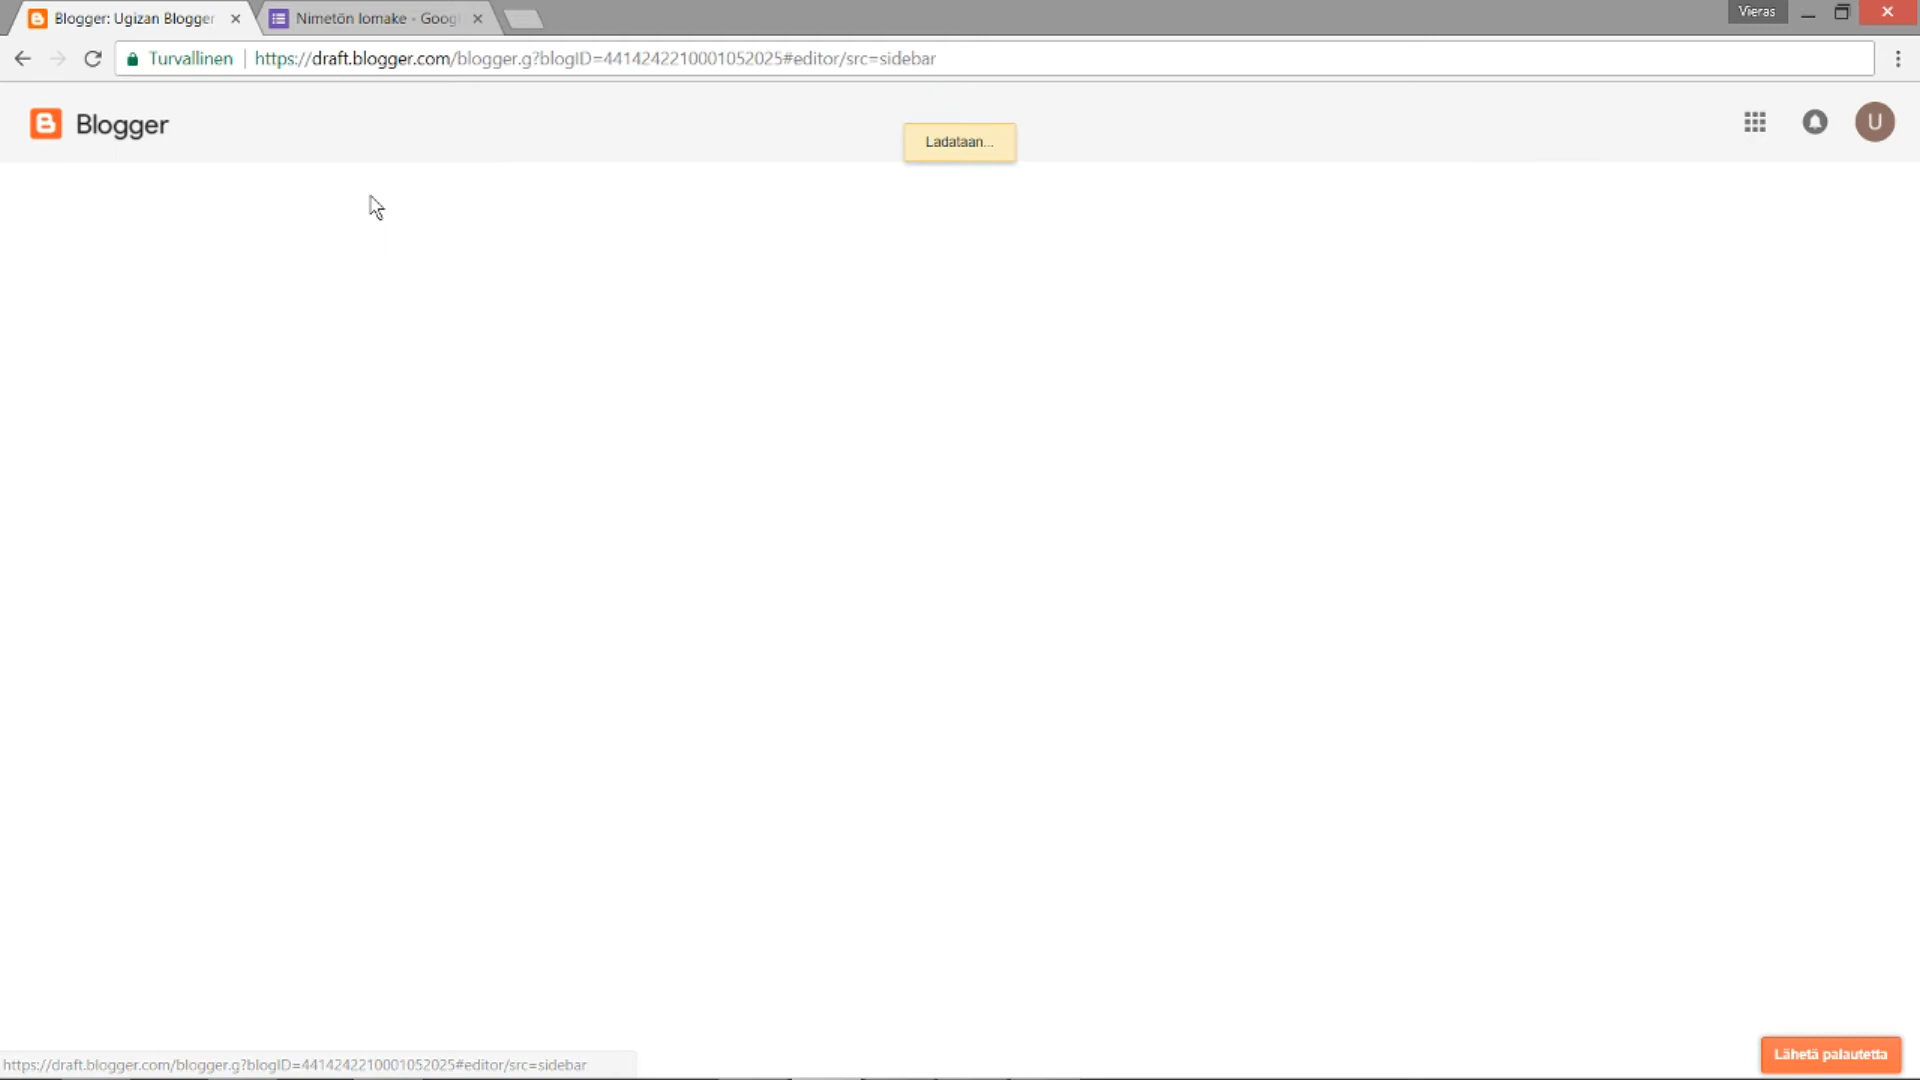 Blogger: Ugizan Blogger
Nimetön lomake - Goog
Vieras
Turvallinen
https://draft.blogger.com/blogger.g?blogID=4414242210001052025#editor/src=sidebar
Blogger
Ladataan...
U
Lähetä palautetta
https://draft.blogger.com/blogger.g?blogID=4414242210001052025#editor/src=sidebar